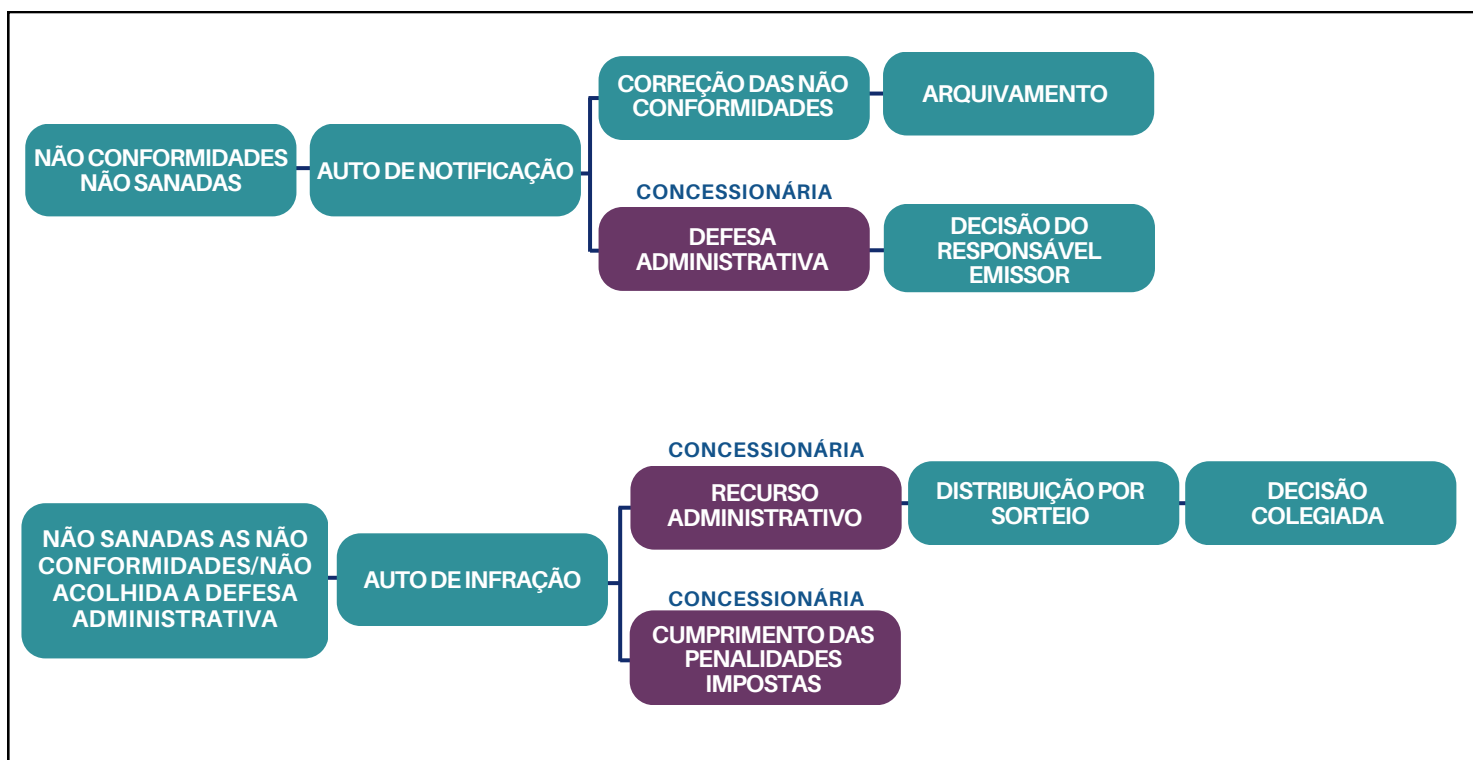 CORREÇÃO DAS NÃO
CONFORMIDADES
ARQUIVAMENTO
NÃO CONFORMIDADES
NÃO SANADAS
AUTO DE NOTIFICAÇÃO
CONCESSIONÁRIA
DEFESA
ADMINISTRATIVA
DECISÃO DO
RESPONSÁVEL
EMISSOR
CONCESSIONÁRIA
RECURSO
ADMINISTRATIVO
DISTRIBUIÇÃO POR
SORTEIO
DECISÃO
COLEGIADA
NÃO SANADAS AS NÃO
CONFORMIDADES/NÃO
ACOLHIDA A DEFESA
ADMINISTRATIVA
AUTO DE INFRAÇÃO
CONCESSIONÁRIA
CUMPRIMENTO DAS
PENALIDADES
IMPOSTAS